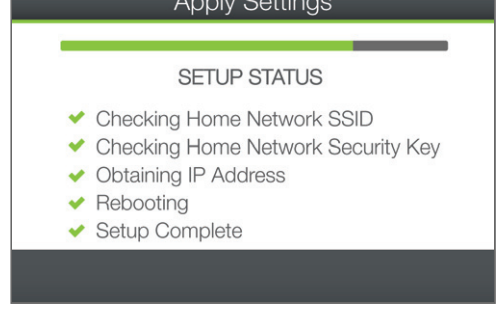 Apply Settings
SETUP STATUS
Checking Home Network SSID
Checking Home Network Security Key
Obtaining IP Address
Rebooting
Setup Complete